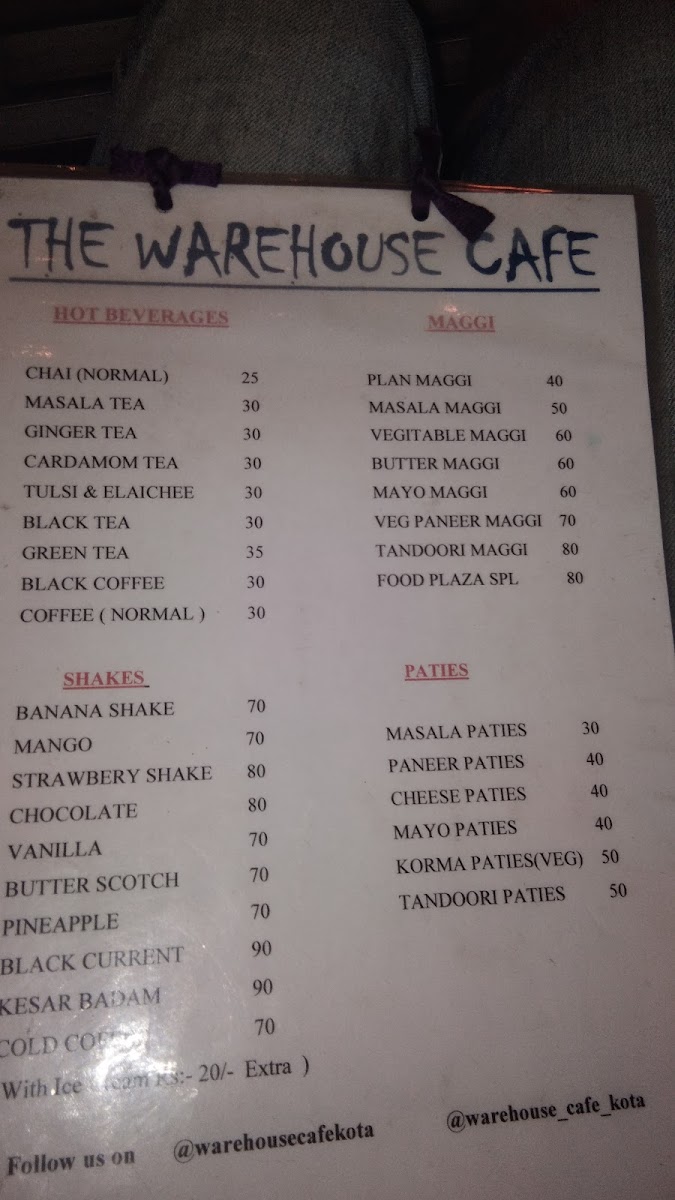 THE WAREHOUSE CAFE
HOT BEVERAGES
CHAI (NORMAL) 25
MASALA TEA 30
GINGER TEA 30
CARDAMOM TEA 30
TULSI & ELAICHEE 30
BLACK TEA 30
GREEN TEA 35
BLACK COFFEE 30
COFFEE ( NORMAL ) 30
MAGGI
PLAN MAGGI 40
MASALA MAGGI 50
VEGITABLE MAGGI 60
BUTTER MAGGI 60
MAYO MAGGI 60
VEG PANEER MAGGI 70
TANDOORI MAGGI 80
FOOD PLAZA SPL 80
SHAKES
BANANA SHAKE 70
MANGO 70
STRAWBERY SHAKE 80
CHOCOLATE 80
VANILLA 70
BUTTER SCOTCH 70
PINEAPPLE 70
BLACK CURRENT 90
KESAR BADAM 90
COLD COFFEE 70
With Ice Cream Rs:- 20/- Extra )
PATIES
MASALA PATIES 30
PANEER PATIES 40
CHEESE PATIES 40
MAYO PATIES 40
KORMA PATIES(VEG) 50
TANDOORI PATIES 50
Follow us on @warehousecafekota @warehouse_cafe_kota